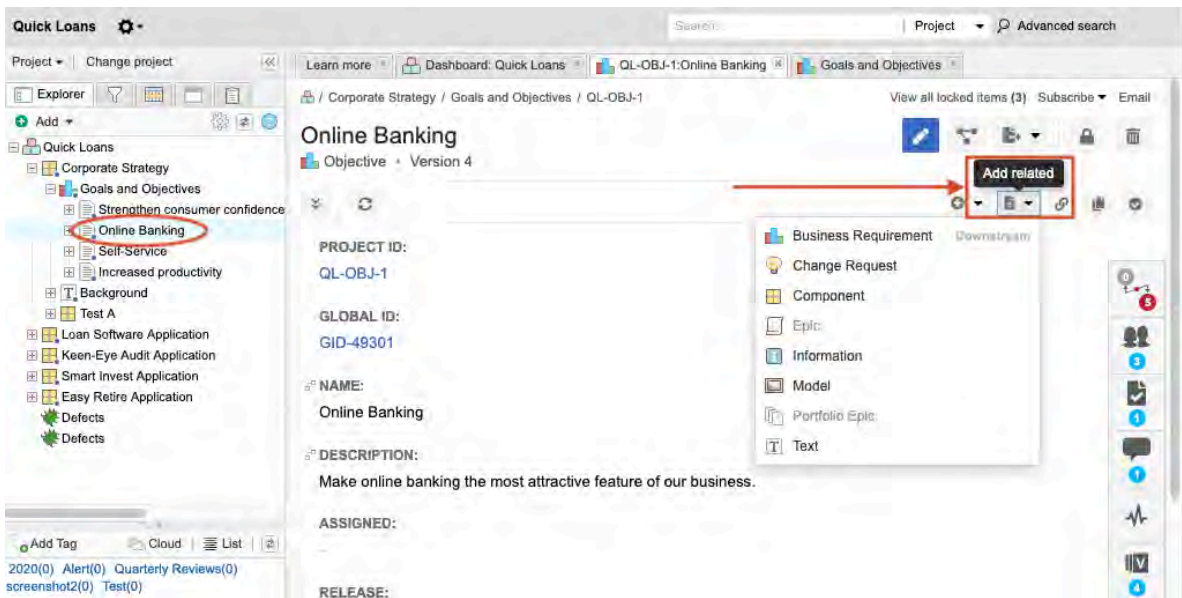 Quick Loans
Search...
Project
Advanced search
Project
Change project
Learn more
Dashboard: Quick Loans
QL-OBJ-1:Online Banking
Goals and Objectives
Explorer
/ Corporate Strategy / Goals and Objectives / QL-OBJ-1
View all locked items (3) Subscribe Email
Add
Quick Loans
Corporate Strategy
Goals and Objectives
Strengthen consumer confidence
Online Banking
Self-Service
Increased productivity
Background
Test A
Loan Software Application
Keen-Eye Audit Application
Smart Invest Application
Easy Retire Application
Defects
Defects
Online Banking
Objective • Version 4
Add related
PROJECT ID:
QL-OBJ-1
GLOBAL ID:
GID-49301
NAME:
Online Banking
DESCRIPTION:
Make online banking the most attractive feature of our business.
ASSIGNED:
RELEASE:
Business Requirement Downstream
Change Request
Component
Epic
Information
Model
Portfolio Epic
T Text
0
5
3
1
1
4
Add Tag Cloud | List
2020(0) Alert(0) Quarterly Reviews(0)
screenshot2(0) Test(0)